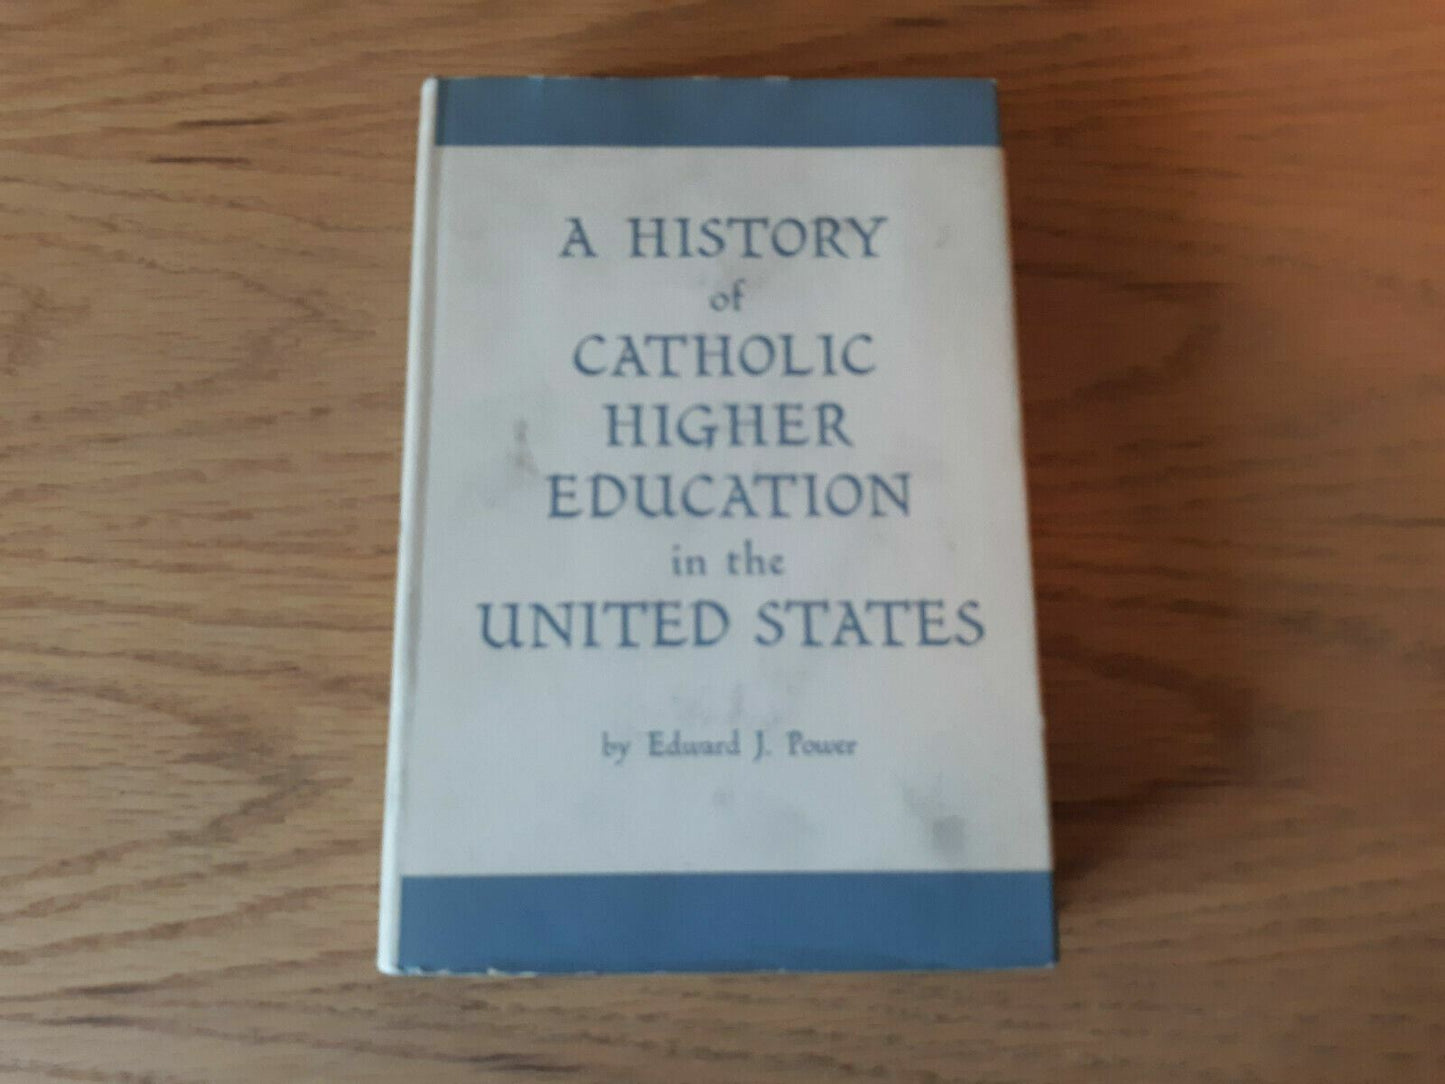 A HISTORY
of
CATHOLIC
HIGHER
EDUCATION
in the
UNITED STATES
by Edward J. Power